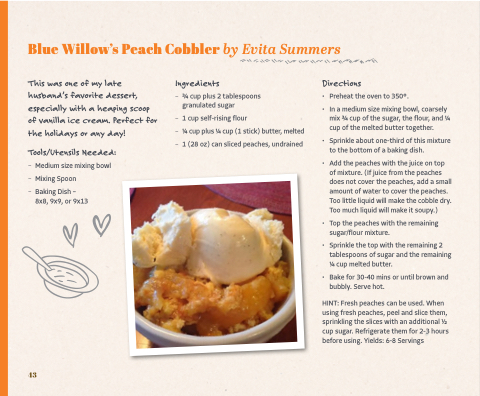 Blue Willow's Peach Cobbler by Evita Summers
This was one of my late
husband's favorite dessert,
especially with a heaping scoop
of vanilla ice cream. Perfect for
the holidays or any day!
Tools/Utensils Needed:
– Medium size mixing bowl
– Mixing Spoon
– Baking Dish –
8x8, 9x9, or 9x13
Ingredients
– ¾ cup plus 2 tablespoons
granulated sugar
– 1 cup self-rising flour
– ¼ cup plus ¼ cup (1 stick) butter, melted
– 1 (28 oz) can sliced peaches, undrained
Directions
• Preheat the oven to 350°.
• In a medium size mixing bowl, coarsely
mix ¾ cup of the sugar, the flour, and ¼
cup of the melted butter together.
• Sprinkle about one-third of this mixture
to the bottom of a baking dish.
• Add the peaches with the juice on top
of mixture. (If juice from the peaches
does not cover the peaches, add a small
amount of water to cover the peaches.
Too little liquid will make the cobble dry.
Too much liquid will make it soupy.)
• Top the peaches with the remaining
sugar/flour mixture.
• Sprinkle the top with the remaining 2
tablespoons of sugar and the remaining
¼ cup melted butter.
• Bake for 30-40 mins or until brown and
bubbly. Serve hot.
HINT: Fresh peaches can be used. When
using fresh peaches, peel and slice them,
sprinkling the slices with an additional ½
cup sugar. Refrigerate them for 2-3 hours
before using. Yields: 6-8 Servings
43